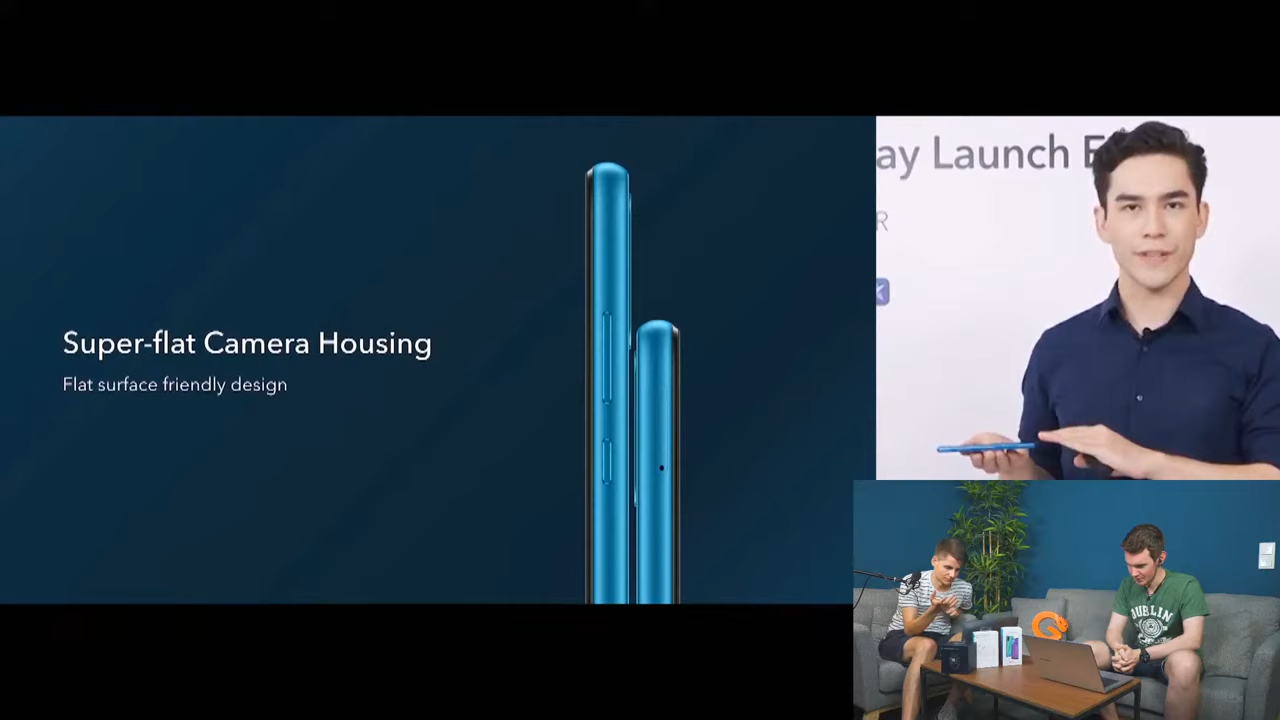 Super-flat Camera Housing
Flat surface friendly design
ay Launch E
R
DUBLIN